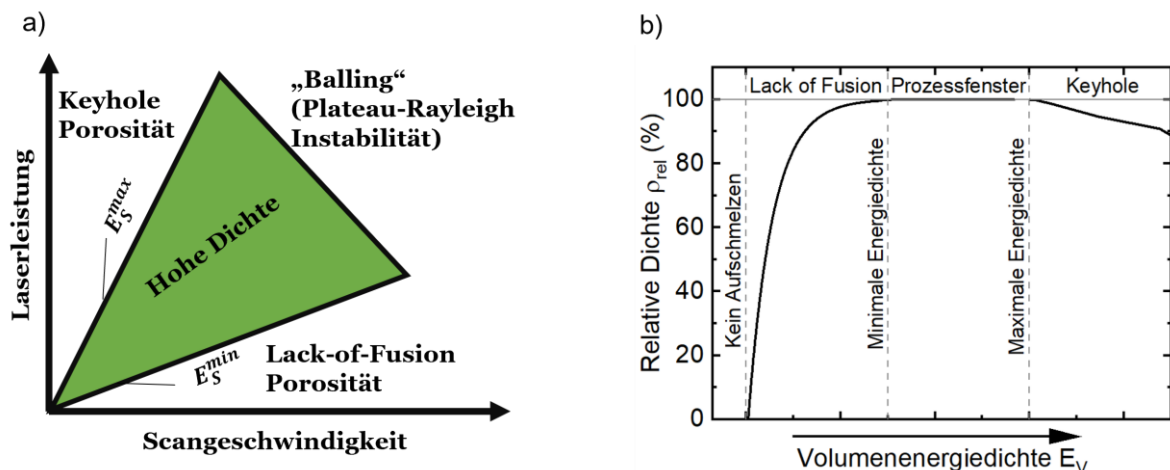 a)
Laserleistung
Keyhole
Porosität
„Balling“
(Plateau-Rayleigh
Instabilität)
E_S^max
Hohe Dichte
E_S^min
Lack-of-Fusion
Porosität
Scangeschwindigkeit
b)
Relative Dichte ρrel (%)
100
80
60
40
20
0
Lack of Fusion
Prozessfenster
Keyhole
Kein Aufschmelzen
Minimale Energiedichte
Maximale Energiedichte
Volumenenergiedichte EV